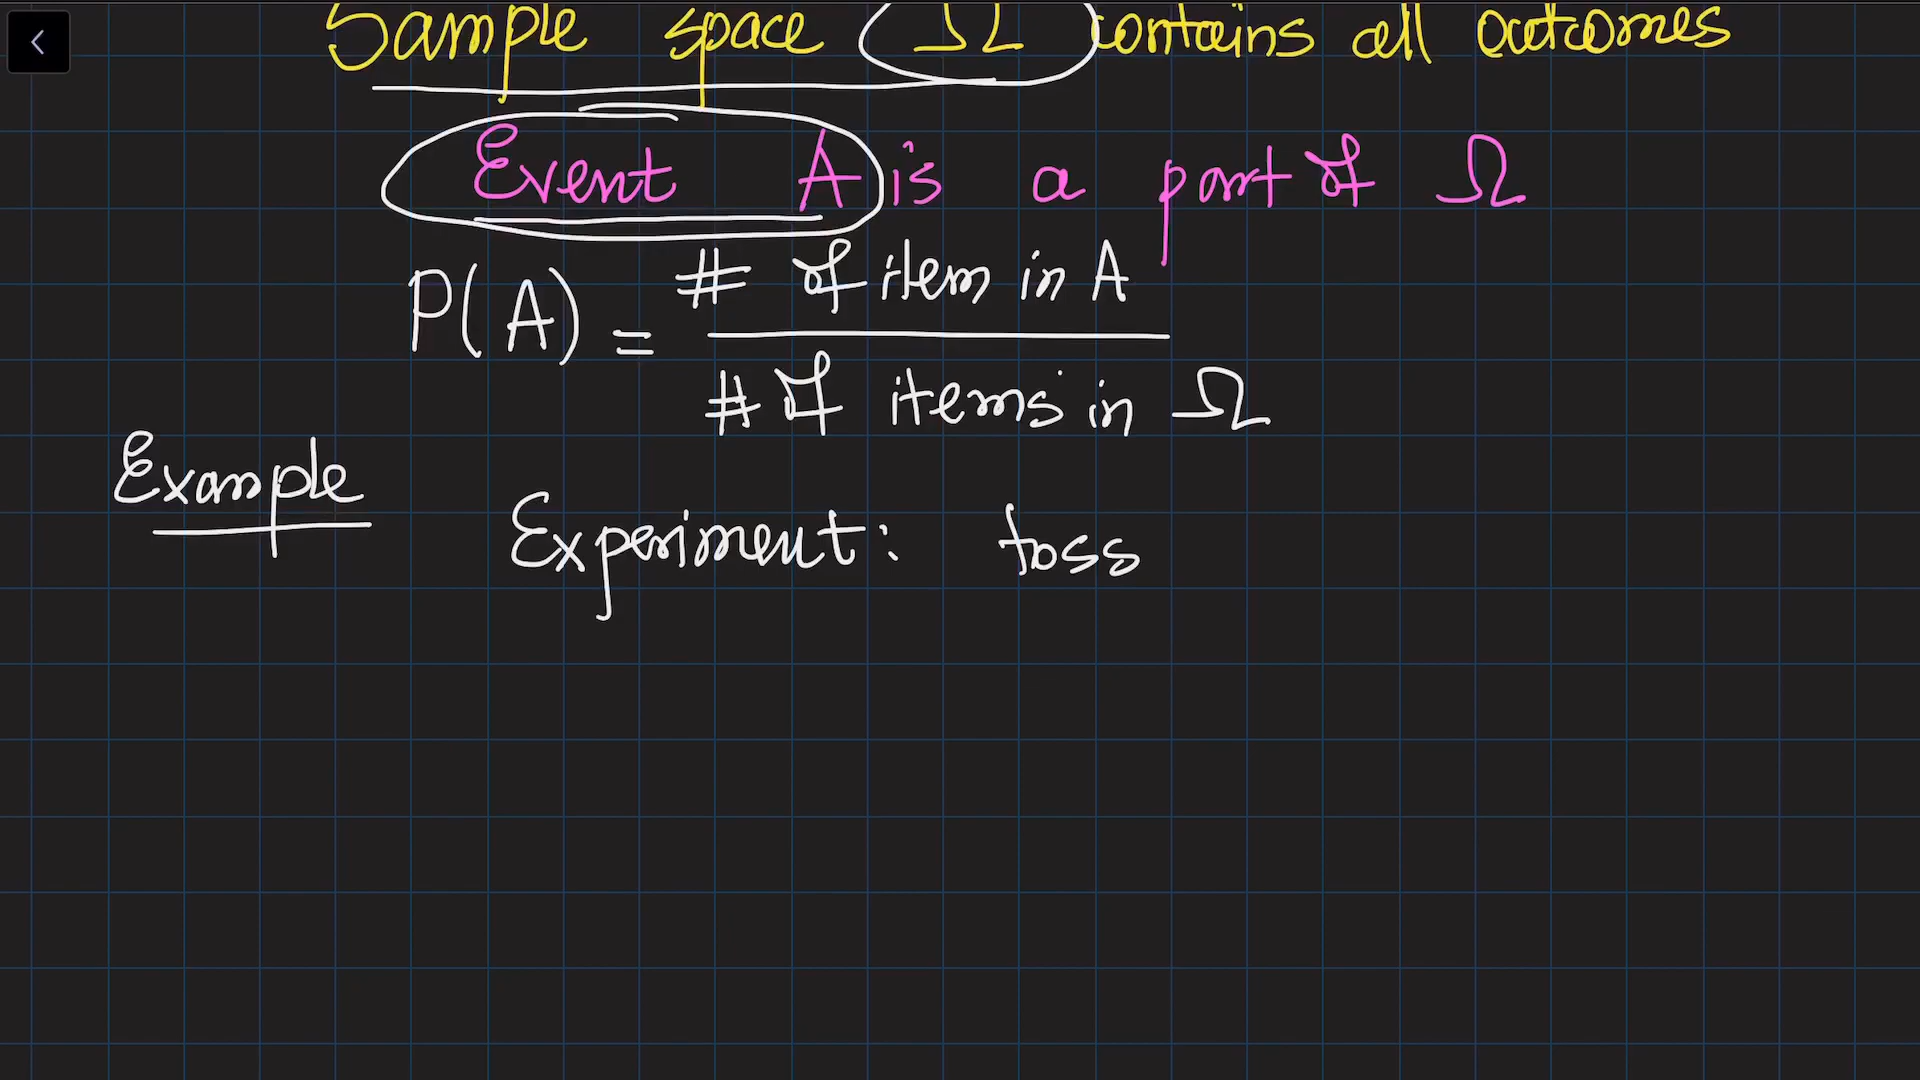 Sample space Ω contains all outcomes
Event A is a part of Ω
P(A) = # of item in A
# of items in Ω
Example
Experiment: toss